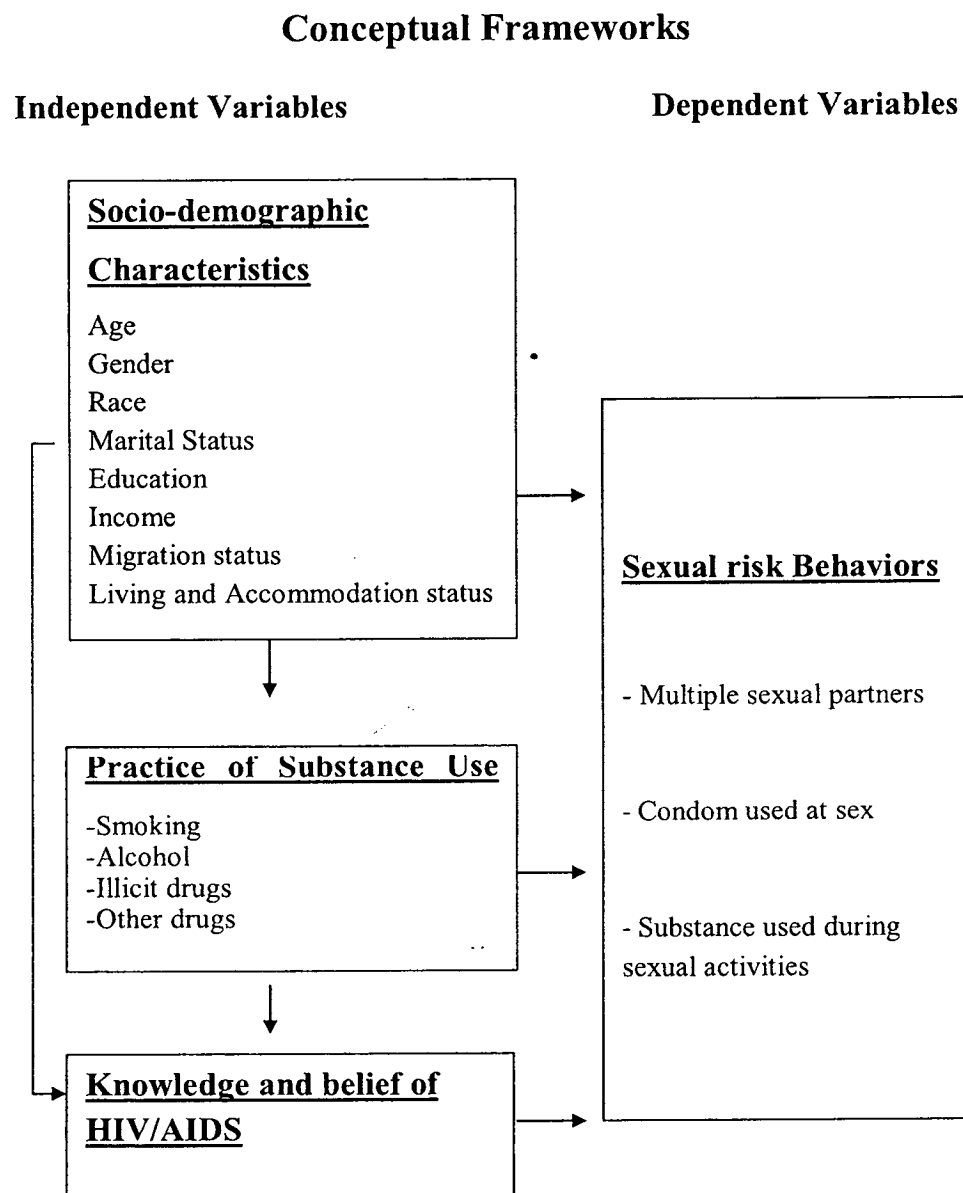 Conceptual Frameworks
Independent Variables
Dependent Variables
Socio-demographic
Characteristics
Age
Gender
Race
Marital Status
Education
Income
Migration status
Living and Accommodation status
Practice of Substance Use
-Smoking
-Alcohol
-Illicit drugs
-Other drugs
Knowledge and belief of
HIV/AIDS
Sexual risk Behaviors
- Multiple sexual partners
- Condom used at sex
- Substance used during
sexual activities